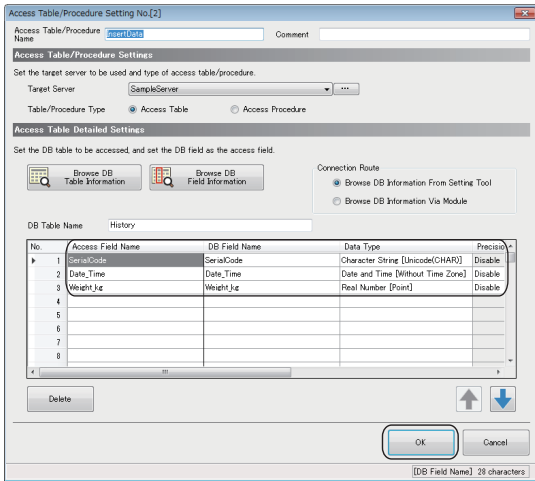 Access Table/Procedure Setting No.[2]
Access Table/Procedure Name InsertData Comment
Access Table/Procedure Settings
Set the target server to be used and type of access table/procedure.
Target Server SampleServer ...
Table/Procedure Type Access Table Access Procedure
Access Table Detailed Settings
Set the DB table to be accessed, and set the DB field as the access field.
Browse DB Table Information
Browse DB Field Information
Connection Route
Browse DB Information From Setting Tool
Browse DB Information Via Module
DB Table Name History
No. Access Field Name DB Field Name Data Type Precisio
1 SerialCode SerialCode Character String [Unicode(CHAR)] Disable
2 Date_Time Date_Time Date and Time [Without Time Zone] Disable
3 Weight_kg Weight_kg Real Number [Point] Disable
4
5
6
7
8
Delete
OK Cancel
[DB Field Name] 28 characters